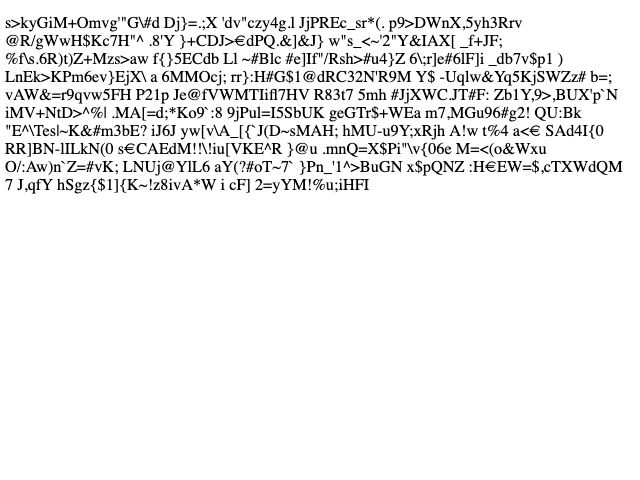 s>kyGiM+Omvg'"G\#d Dj}=.;X 'dv"czy4g.l JjPREc_sr*(. p9>DWnX,5yh3Rrv
@R/gWwH$Kc7H"^ .8'Y }+CDJ>€dPQ.&]&J} w"s_<~'2"Y&IAX[ _f+JF;
%f\s.6R)t)Z+Mzs>aw f{}5ECdb Ll ~#Blc #e]If"/Rsh>#u4}Z 6\;r]e#6lF]i _db7v$p1 )
LnEk>KPm6ev}EjX\ a 6MMOcj; rr}:H#G$1@dRC32N'R9M Y$ -Uqlw&Yq5KjSWZz# b=;
vAW&=r9qvw5FH P21p Je@fVWMTIifl7HV R83t7 5mh #JjXWC.JT#F: Zb1Y,9>,BUX'p`N
iMV+NtD>^%| .MA[=d;*Ko9`:8 9jPul=I5SbUK geGTr$+WEa m7,MGu96#g2! QU:Bk
"E^\Tes|~K&#m3bE? iJ6J yw[v\A_[{`J(D~sMAH; hMU-u9Y;xRjh A!w t%4 a<€ SAd4I{0
RR]BN-lILkN(0 s€CAEdM!!\!iu[VKE^R }@u .mnQ=X$Pi"\v{06e M=<(o&Wxu
O/:Aw)n`Z=#vK; LNUj@YlL6 aY(?#oT~7` }Pn_'1^>BuGN x$pQNZ :H€EW=$,cTXWdQM
7 J,qfY hSgz{$1]{K~!z8ivA*W i cF] 2=yYM!%u;iHFI